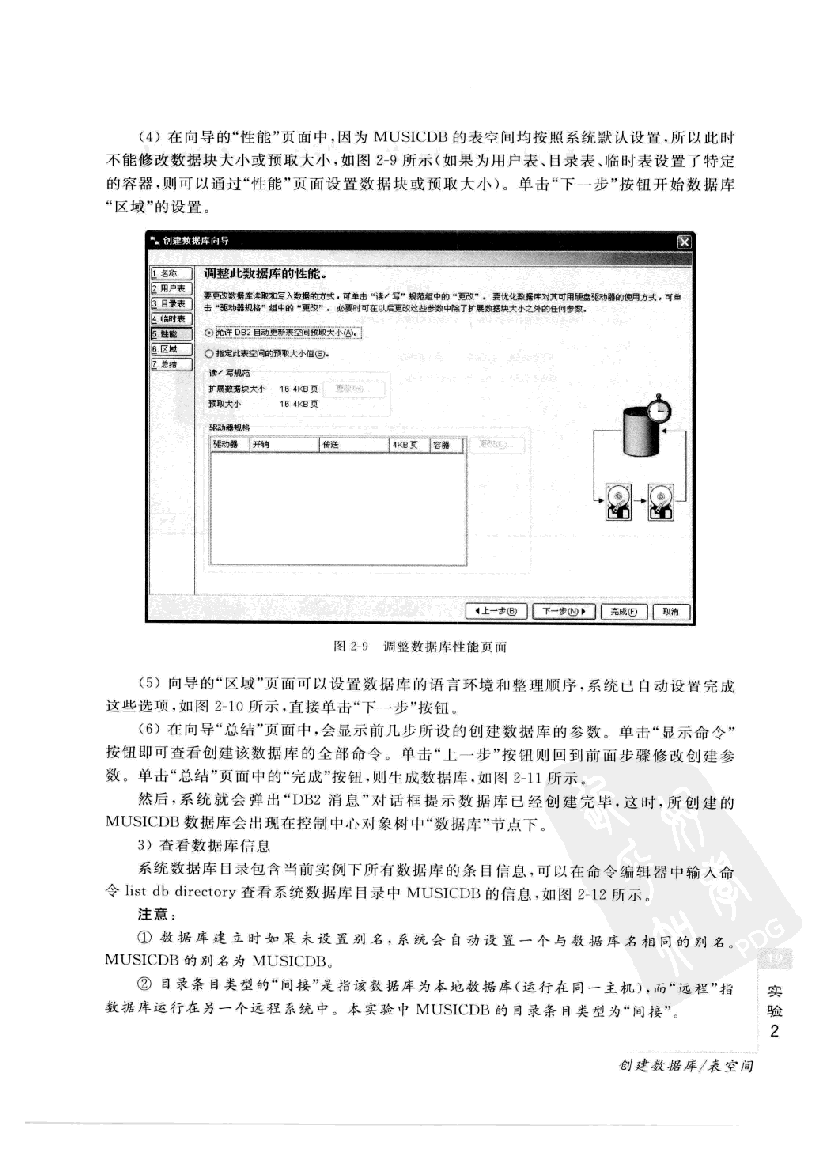 (4) 在向导的“性能”页面中,因为 MUSICDB 的表空间均按照系统默认设置,所以此时
不能修改数据块大小或预取大小,如图 2-9 所示(如果为用户表、目录表、临时表设置了特定
的容器,则可以通过“性能”页面设置数据块或预取大小)。单击“下一步”按钮开始数据库
“区域”的设置。
创建数据库向导
1 名称
2 用户表
3 目录表
4 临时表
5 性能
6 区域
7 总结
调整此数据库的性能。
要更改数据库读取和写入数据的方式,可单击“读/写”规范组中的“更改”。要优化数据库对其可用硬盘驱动器的使用方式,可单
击“驱动器规格”组中的“更改”。必要时可在以后更改这些参数中除了扩展数据块大小之外的任何参数。
允许 DB2 自动更新表空间预取大小(A)。
指定此表空间的预取大小值(S)。
读/写规范
扩展数据块大小 16 4KB 页 更改(H)...
预取大小 16 4KB 页
驱动器规格
驱动器 开销 传送 4KB页 容器
上一步(B) 下一步(N) 完成(F) 取消
图 2-9 调整数据库性能页面
(5) 向导的“区域”页面可以设置数据库的语言环境和整理顺序,系统已自动设置完成
这些选项,如图 2-10 所示,直接单击“下一步”按钮。
(6) 在向导“总结”页面中,会显示前几步所设的创建数据库的参数。单击“显示命令”
按钮即可查看创建该数据库的全部命令。单击“上一步”按钮则回到前面步骤修改创建参
数。单击“总结”页面中的“完成”按钮,则生成数据库,如图 2-11 所示。
然后,系统就会弹出“DB2 消息”对话框提示数据库已经创建完毕,这时,所创建的
MUSICDB 数据库会出现在控制中心对象树中“数据库”节点下。
3) 查看数据库信息
系统数据库目录包含当前实例下所有数据库的条目信息,可以在命令编辑器中输入命
令 list db directory 查看系统数据库目录中 MUSICDB 的信息,如图 2-12 所示。
注意:
① 数据库建立时如果未设置别名,系统会自动设置一个与数据库名相同的别名。
MUSICDB 的别名为 MUSICDB。
② 目录条目类型的“间接”是指该数据库为本地数据库(运行在同一主机),而“远程”指
数据库运行在另一个远程系统中。本实验中 MUSICDB 的目录条目类型为“间接”。
PDG
19
实
验
2
创建数据库/表空间